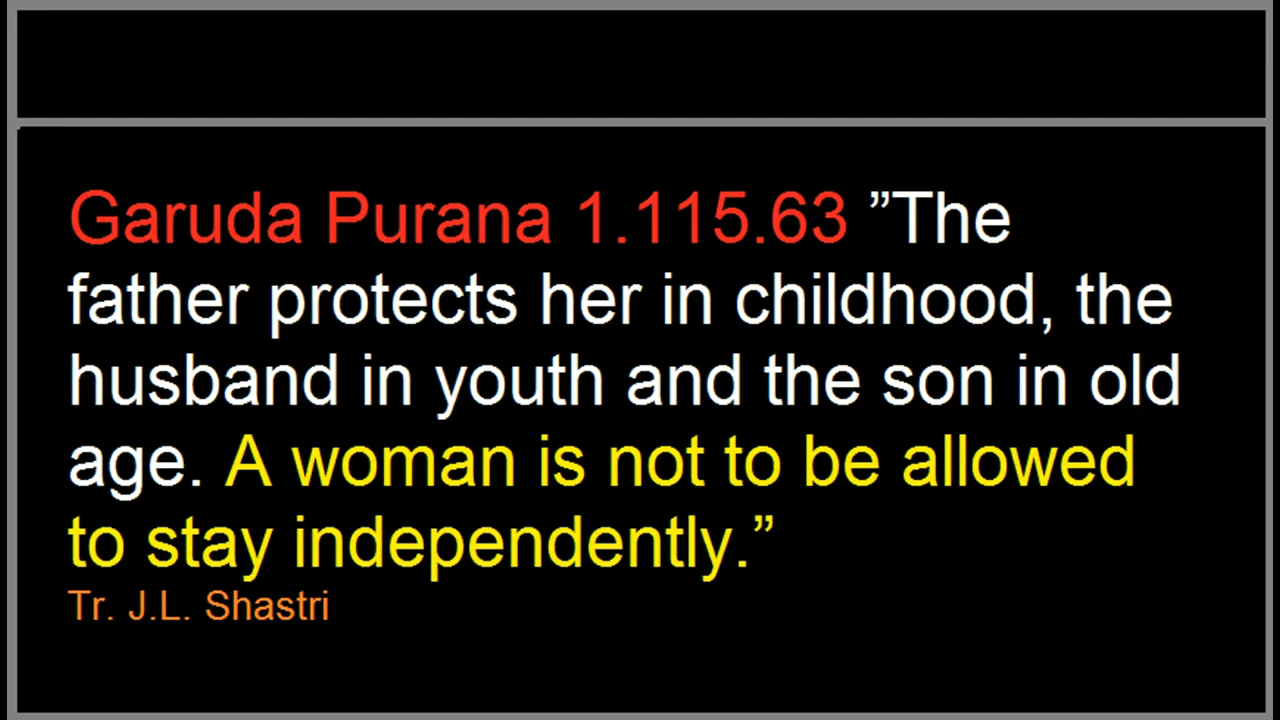 Garuda Purana 1.115.63 ”The
father protects her in childhood, the
husband in youth and the son in old
age. A woman is not to be allowed
to stay independently.”
Tr. J.L. Shastri